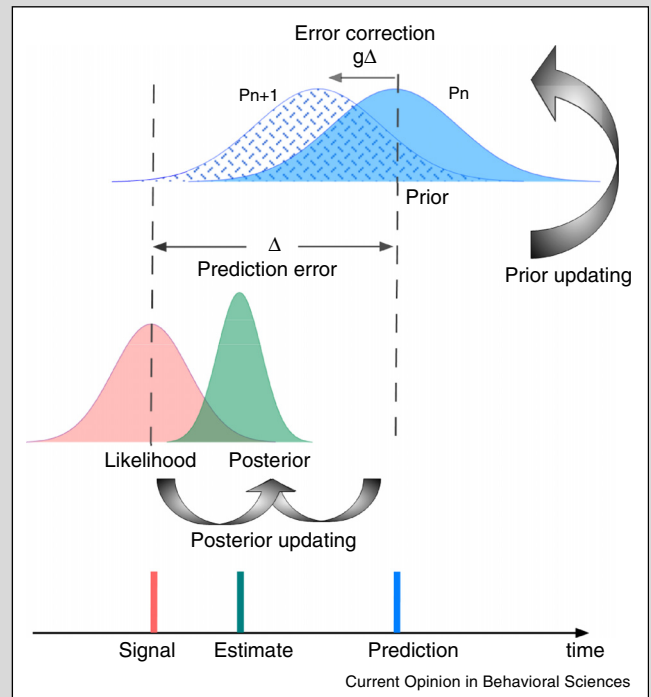 Error correction
gΔ
Pn+1
Pn
Prior
Δ
Prediction error
Prior updating
Likelihood
Posterior
Posterior updating
Signal
Estimate
Prediction
time
Current Opinion in Behavioral Sciences